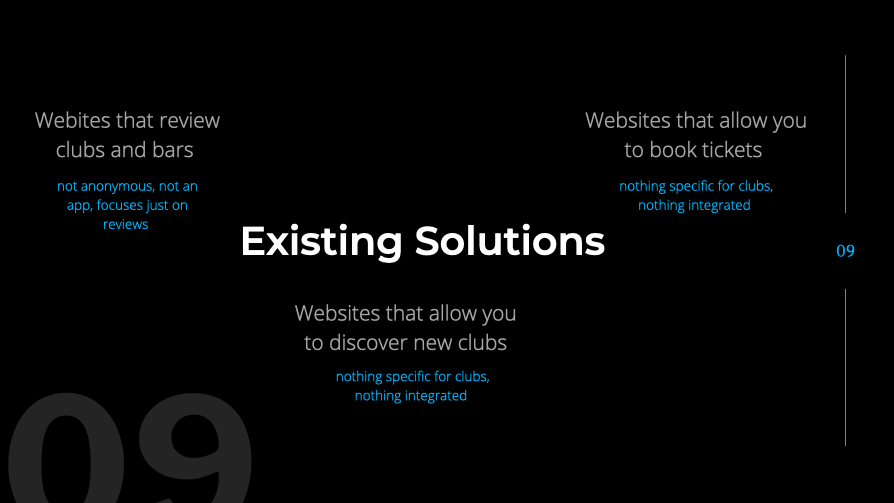 Webites that review
clubs and bars
not anonymous, not an
app, focuses just on
reviews
Websites that allow you
to book tickets
nothing specific for clubs,
nothing integrated
Existing Solutions
09
Websites that allow you
to discover new clubs
nothing specific for clubs,
nothing integrated
09